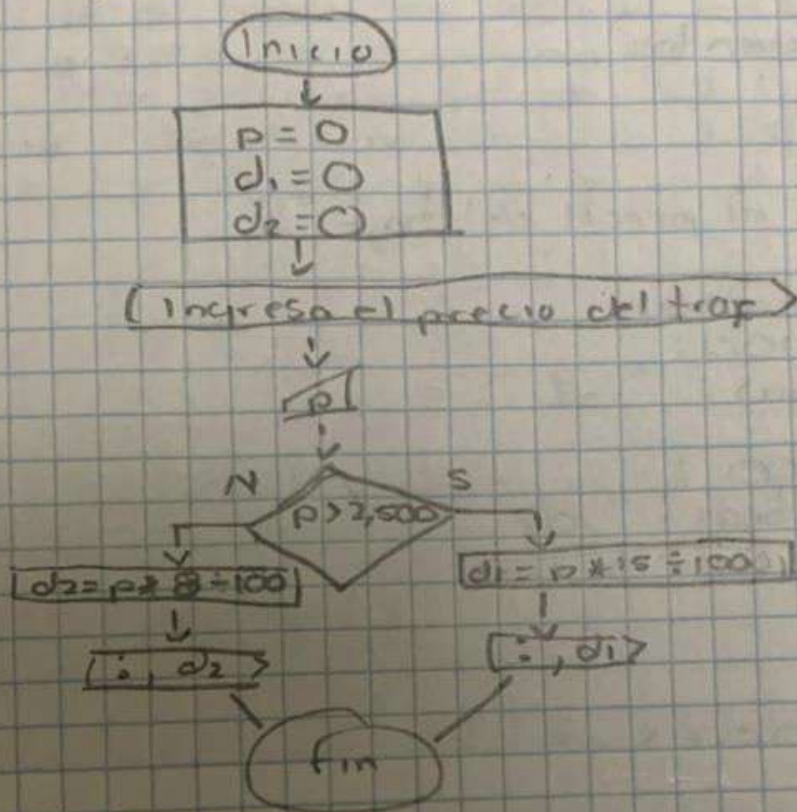 Inicio
p = 0
d₁ = 0
d₂ = 0
Ingresa el precio del traje
p
N
S
p > 2,500
d2 = p * 8 ÷ 100
d1 = p * 15 ÷ 100
: , d2
: , d1
fin